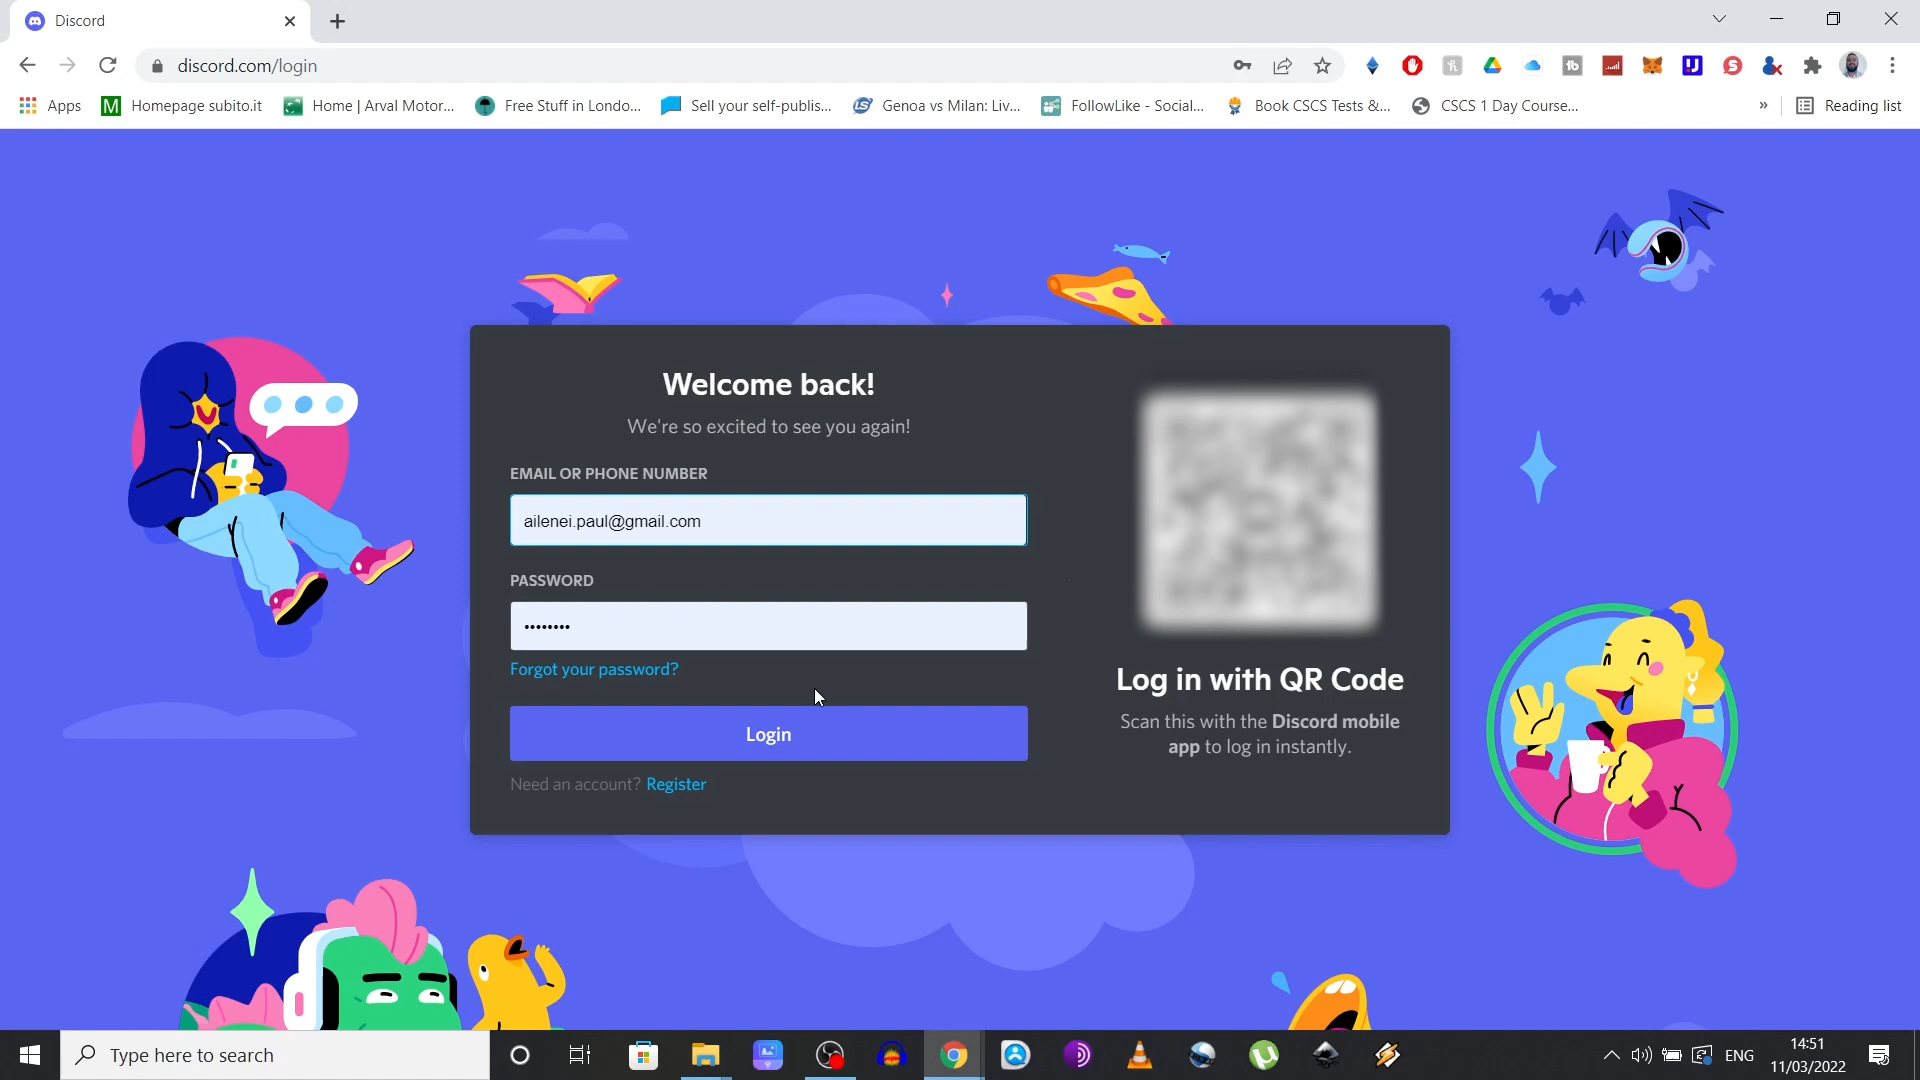 Discord
discord.com/login
Apps
Homepage subito.it
Home | Arval Motor...
Free Stuff in Londo...
Sell your self-publis...
Genoa vs Milan: Liv...
FollowLike - Social...
Book CSCS Tests &...
CSCS 1 Day Course...
»
Reading list
Welcome back!
We're so excited to see you again!
EMAIL OR PHONE NUMBER
ailenei.paul@gmail.com
PASSWORD
••••••••
Forgot your password?
Login
Need an account? Register
Log in with QR Code
Scan this with the Discord mobile
app to log in instantly.
Type here to search
ENG
14:51
11/03/2022